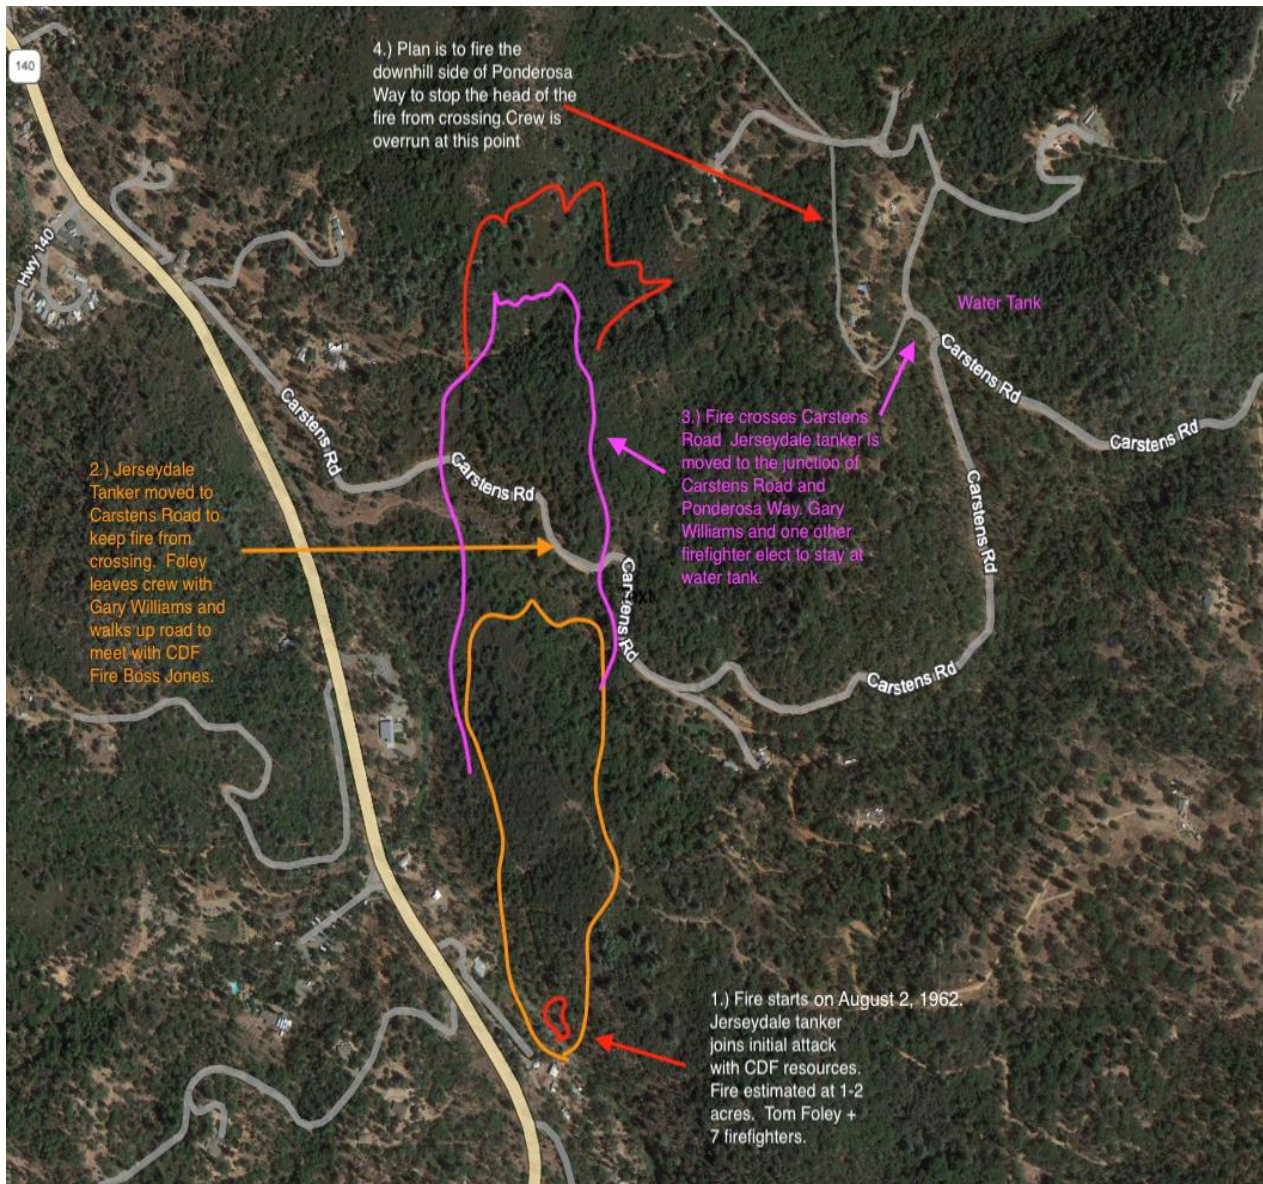 140
4.) Plan is to fire the
downhill side of Ponderosa
Way to stop the head of the
fire from crossing.Crew is
overrun at this point
Hwy 140
Water Tank
Carstens Rd
Carstens Rd
Carstens Rd
Carstens Rd
3.) Fire crosses Carstens
Road  Jerseydale tanker is
moved to the junction of
Carstens Road and
Ponderosa Way. Gary
Williams and one other
firefighter elect to stay at
water tank.
2.) Jerseydale
Tanker moved to
Carstens Road to
keep fire from
crossing.  Foley
leaves crew with
Gary Williams and
walks up road to
meet with CDF
Fire Boss Jones.
Carstens Rd
Carstens Rd
Carstens Rd
1.) Fire starts on August 2, 1962.
Jerseydale tanker
joins initial attack
with CDF resources.
Fire estimated at 1-2
acres.  Tom Foley +
7 firefighters.